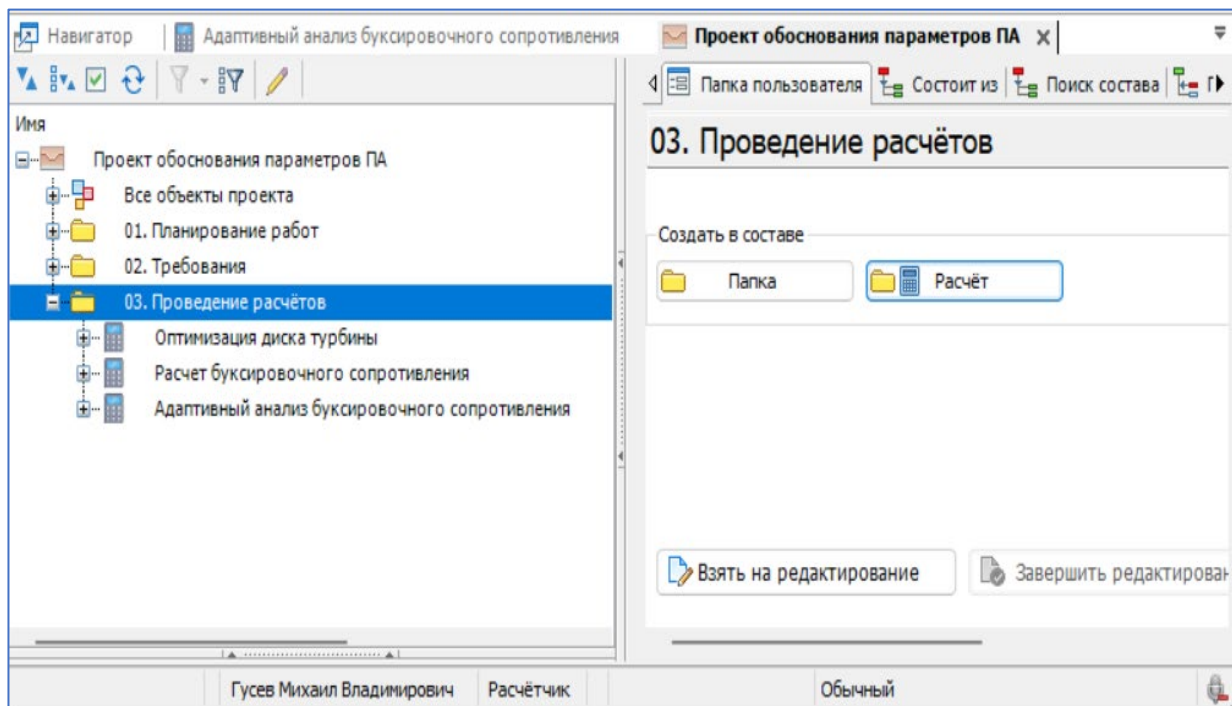 Навигатор
Адаптивный анализ буксировочного сопротивления
Проект обоснования параметров ПА
Имя
Проект обоснования параметров ПА
Все объекты проекта
01. Планирование работ
02. Требования
03. Проведение расчётов
Оптимизация диска турбины
Расчет буксировочного сопротивления
Адаптивный анализ буксировочного сопротивления
Папка пользователя
Состоит из
Поиск состава
03. Проведение расчётов
Создать в составе
Папка
Расчёт
Взять на редактирование
Завершить редактирован
Гусев Михаил Владимирович
Расчётчик
Обычный